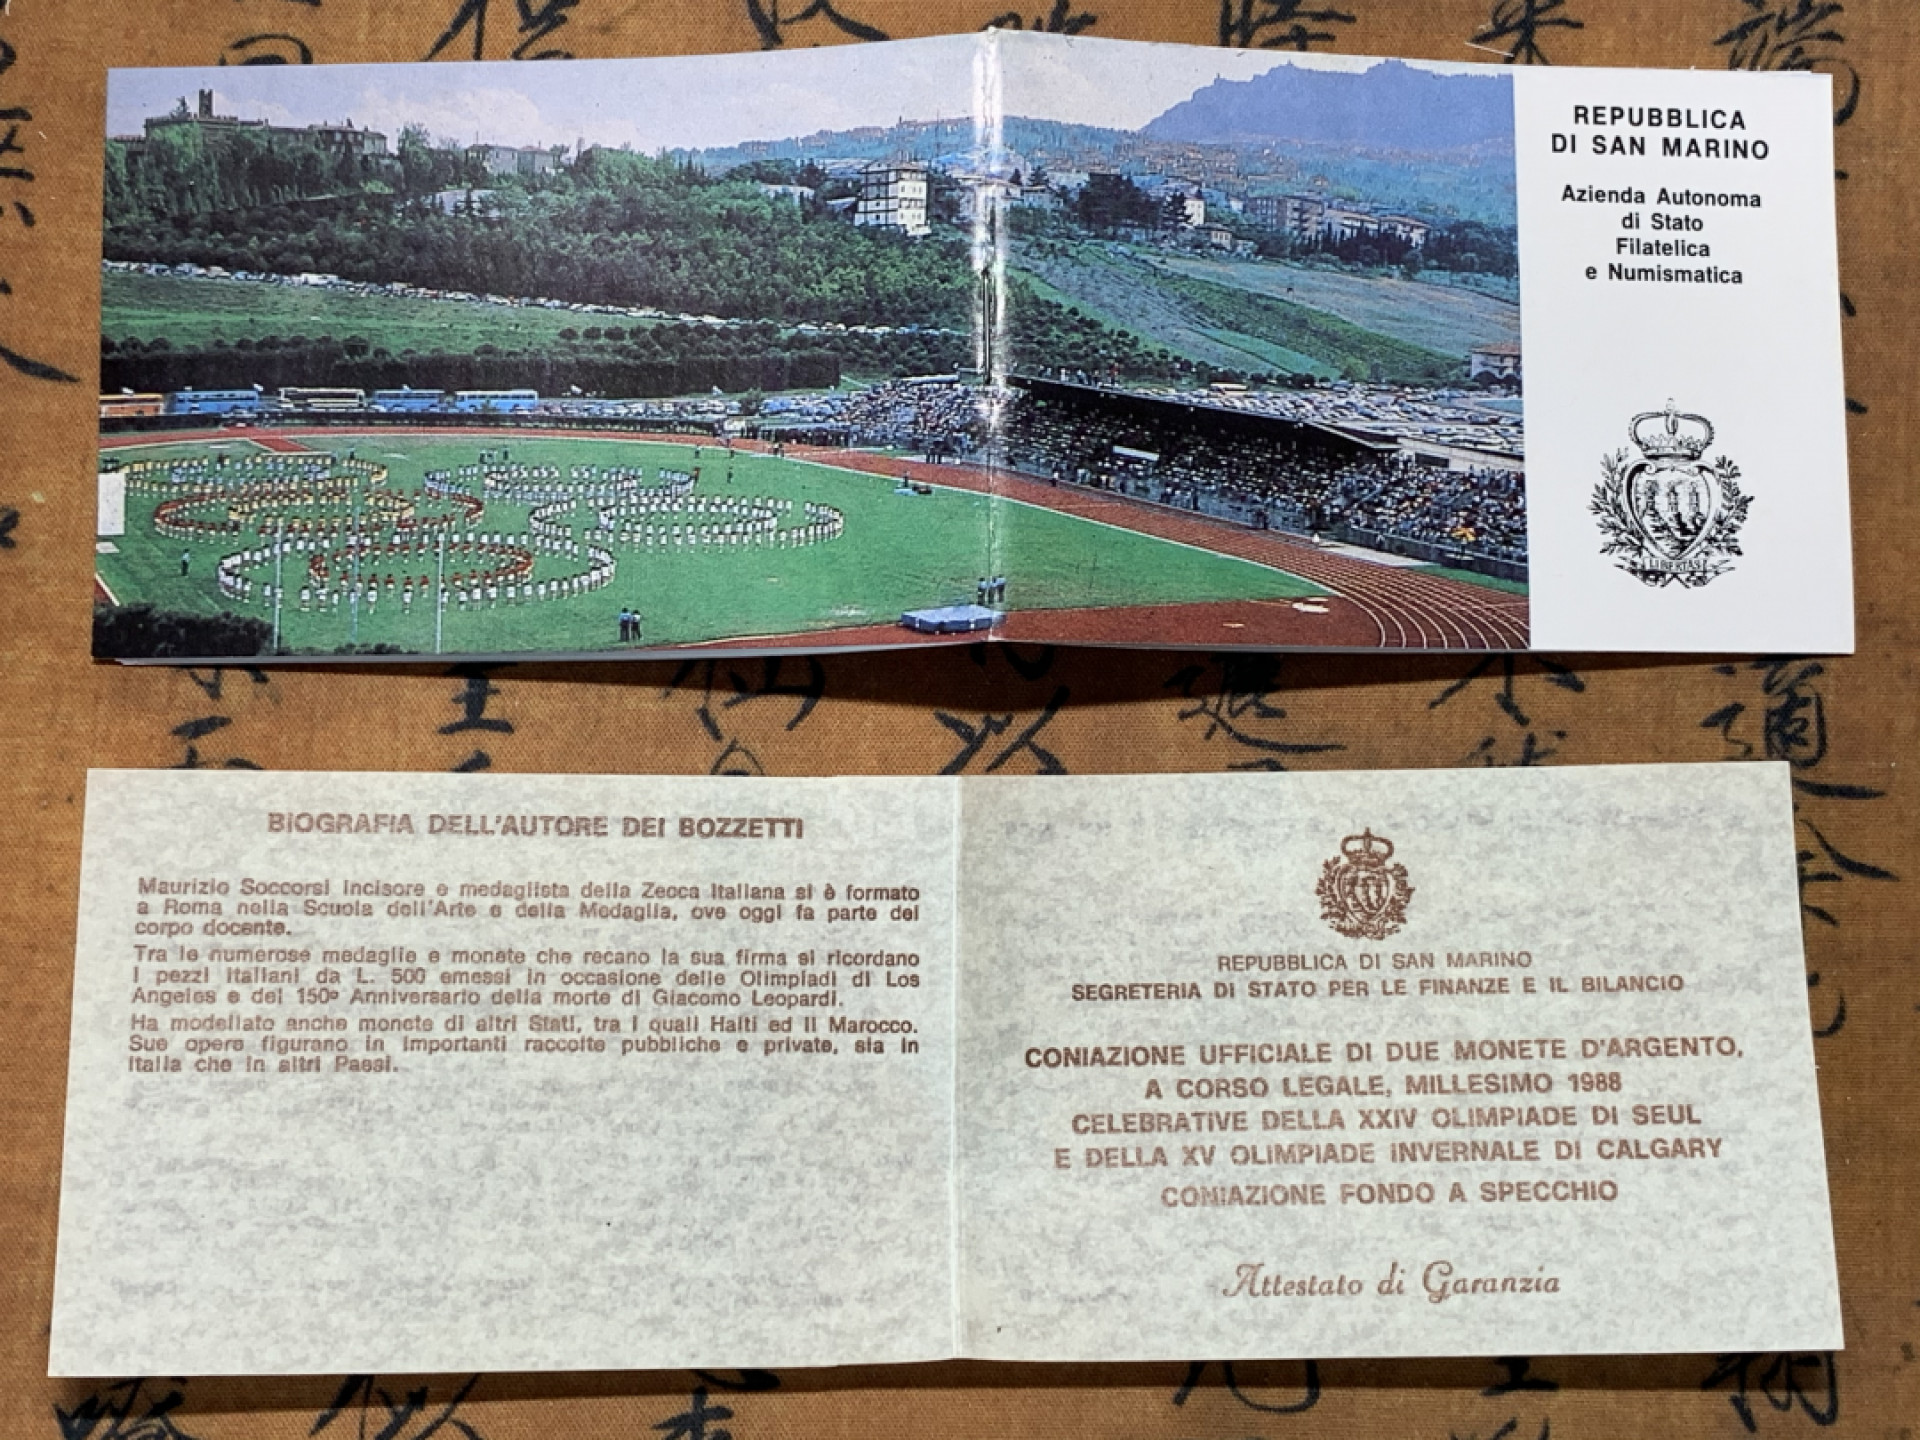 REPUBBLICA
DI SAN MARINO
Azienda Autonoma
di Stato
Filatelica
e Numismatica
LIBERTAS
BIOGRAFIA DELL'AUTORE DEI BOZZETTI
Maurizio Soccorsi incisore e medaglista della Zecca Italiana si è formato
a Roma nella Scuola dell'Arte e della Medaglia, ove oggi fa parte del
corpo docente.
Tra le numerose medaglie e monete che recano la sua firma si ricordano
i pezzi italiani da L. 500 emessi in occasione delle Olimpiadi di Los
Angeles e del 150º Anniversario della morte di Giacomo Leopardi.
Ha modellato anche monete di altri Stati, tra i quali Haiti ed il Marocco.
Sue opere figurano in importanti raccolte pubbliche e private, sia in
Italia che in altri Paesi.
REPUBBLICA DI SAN MARINO
SEGRETERIA DI STATO PER LE FINANZE E IL BILANCIO
CONIAZIONE UFFICIALE DI DUE MONETE D'ARGENTO,
A CORSO LEGALE, MILLESIMO 1988
CELEBRATIVE DELLA XXIV OLIMPIADE DI SEUL
E DELLA XV OLIMPIADE INVERNALE DI CALGARY
CONIAZIONE FONDO A SPECCHIO
Attestato di Garanzia